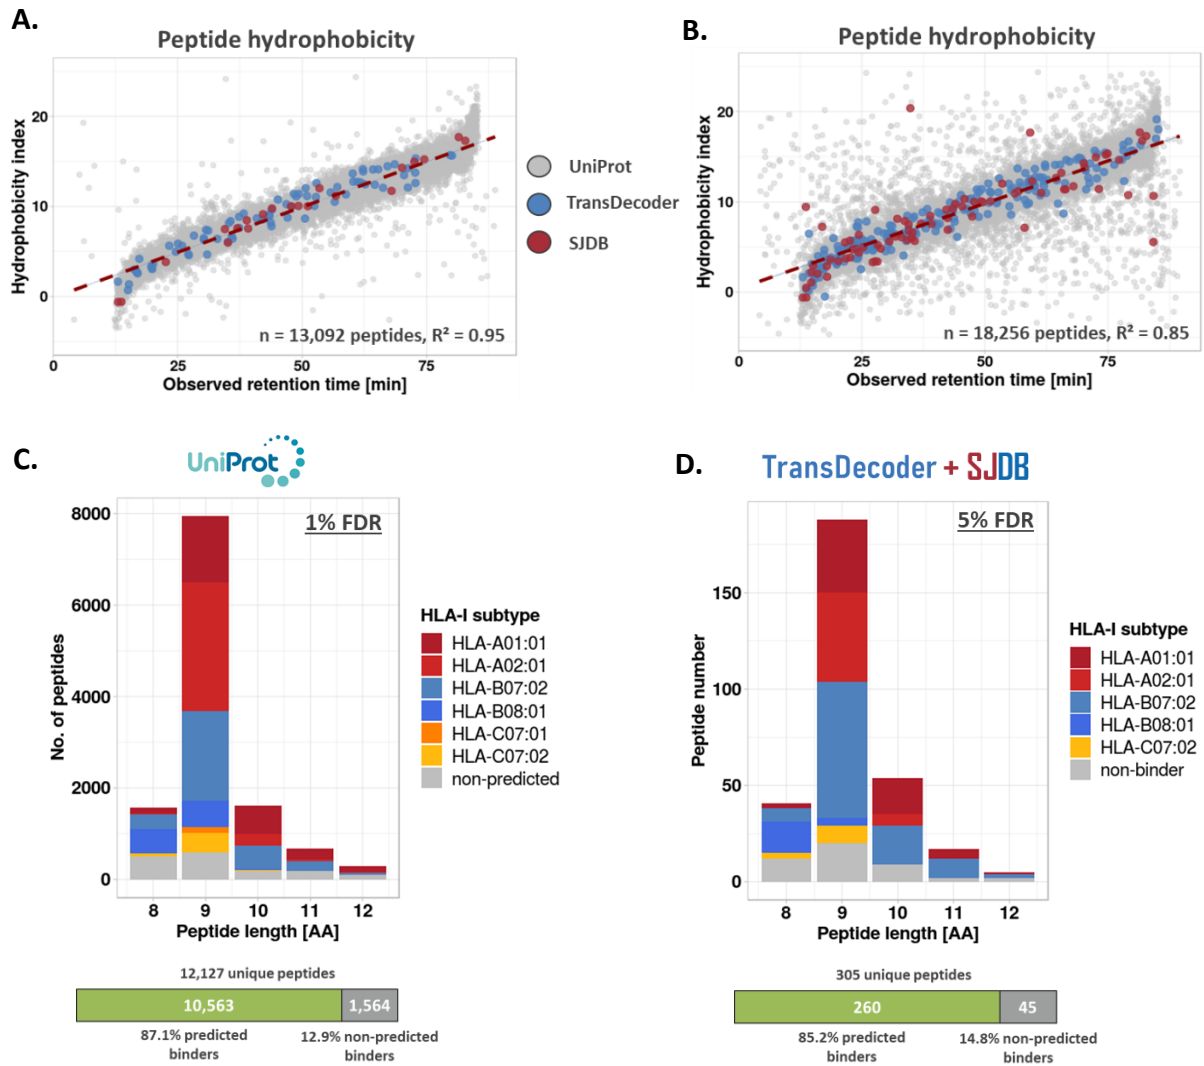 A.
Peptide hydrophobicity
Hydrophobicity index
20
10
0
n = 13,092 peptides, R² = 0.95
0
25
50
75
Observed retention time [min]
UniProt
TransDecoder
SJDB
B.
Peptide hydrophobicity
Hydrophobicity index
20
10
0
n = 18,256 peptides, R² = 0.85
0
25
50
75
Observed retention time [min]
C.
UniProt
1% FDR
No. of peptides
8000
6000
4000
2000
0
8
9
10
11
12
Peptide length [AA]
HLA-I subtype
HLA-A01:01
HLA-A02:01
HLA-B07:02
HLA-B08:01
HLA-C07:01
HLA-C07:02
non-predicted
12,127 unique peptides
10,563
1,564
87.1% predicted
binders
12.9% non-predicted
binders
D.
TransDecoder + SJDB
5% FDR
Peptide number
150
100
50
0
8
9
10
11
12
Peptide length [AA]
HLA-I subtype
HLA-A01:01
HLA-A02:01
HLA-B07:02
HLA-B08:01
HLA-C07:02
non-binder
305 unique peptides
260
45
85.2% predicted
binders
14.8% non-predicted
binders